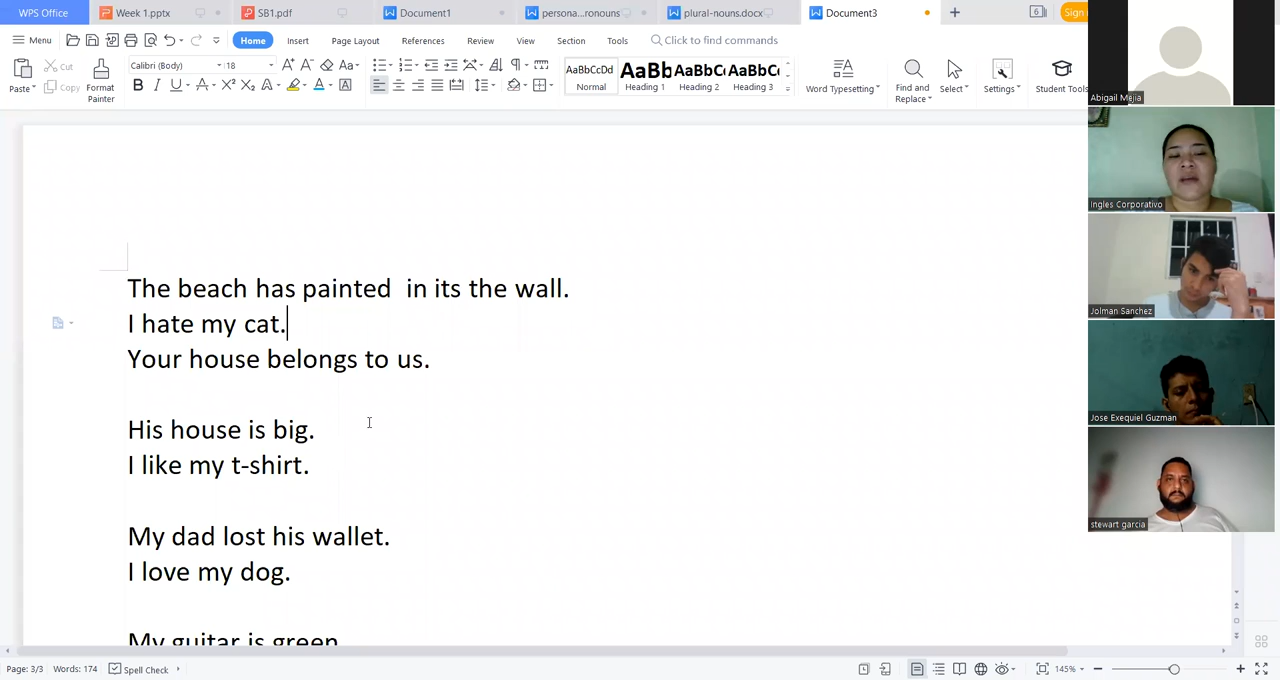 WPS Office Week 1.pptx SB1.pdf Document1 persona...ronouns plural-nouns.docx Document3 6 Sign
Menu Home Insert Page Layout References Review View Section Tools Click to find commands
Paste Cut Copy Format Painter Calibri (Body) 18 AaBbCcDd Normal AaBb Heading 1 AaBbC Heading 2 AaBbC Heading 3 Word Typesetting Find and Replace Select Settings Student Tools
Abigail Mejia
Ingles Corporativo
The beach has painted  in its the wall.
I hate my cat.
Jolman Sanchez
Your house belongs to us.
Jose Exequiel Guzman
His house is big.
I like my t-shirt.
stewart garcia
My dad lost his wallet.
I love my dog.
My guitar is green
Page: 3/3 Words: 174 Spell Check 145%